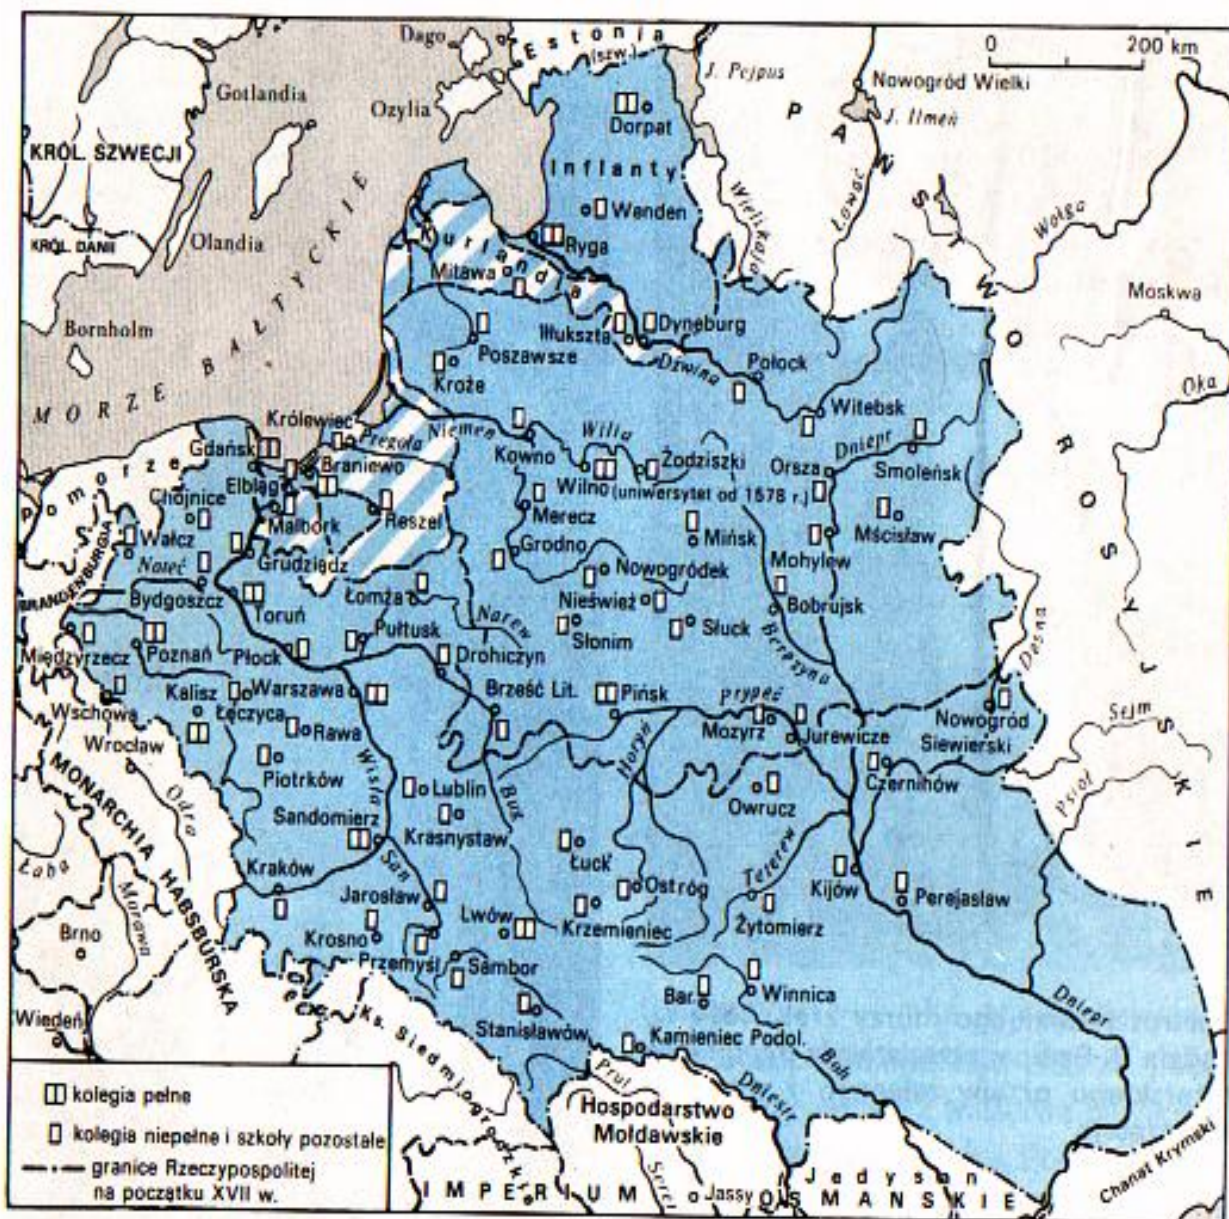 Dago
Estonia
(szw.)
0 200 km
J. Pejpus
Nowogród Wielki
J. Ilmeń
Gotlandia
Ozylia
Dorpat
PAŃSTWO ROSYJSKIE
KRÓL. SZWECJI
Inflanty
Wenden
Wielikaja
Łować
Wołga
KRÓL. DANII
Olandia
Ryga
Kurlandia
Mitawa
Moskwa
Bornholm
MORZE BAŁTYCKIE
Iłłukszta
Dyneburg
Poszawsze
Kroże
Dźwina
Połock
Oka
Witebsk
Królewiec
Pregoła
Niemen
Wilia
Dniepr
Gdańsk
Kowno
Żodziszki
Orsza
Smoleńsk
Pomorze
Braniewo
Elbląg
Wilno (uniwersytet od 1578 r.)
Chojnice
Malbork
Reszel
Merecz
Mińsk
Mścisław
Wałcz
Grodno
Mohylew
Noteć
Grudziądz
Nowogródek
BRANDENBURGIA
Bydgoszcz
Toruń
Łomża
Nieśwież
Bobrujsk
Narew
Słonim
Słuck
Berezyna
Desna
Międzyrzecz
Poznań
Płock
Pułtusk
Drohiczyn
Wschowa
Kalisz
Łęczyca
Warszawa
Brześć Lit.
Pińsk
Prypeć
Nowogród
Siewierski
Sejm
Wrocław
Rawa
Mozyrz
Jurewicze
MONARCHIA HABSBURSKA
Piotrków
Wisła
Horyń
Czernihów
Psioł
Odra
Lublin
Bug
Owrucz
Sandomierz
Krasnystaw
Łaba
Łuck
Teterew
Kraków
San
Ostróg
Kijów
Morawa
Jarosław
Perejasław
Brno
Lwów
Krzemieniec
Żytomierz
Krosno
Przemyśl
Sambor
Bar
Winnica
Wiedeń
Stanisławów
Dniepr
Ks. Siedmiogrodzkie
Kamieniec Podol.
Boh
Prut
Dniestr
Hospodarstwo
Mołdawskie
kolegia pełne
kolegia niepełne i szkoły pozostałe
granice Rzeczypospolitej
na początku XVII w.
Seret
Jassy
Jedysan
Chanat Krymski
IMPERIUM OSMAŃSKIE